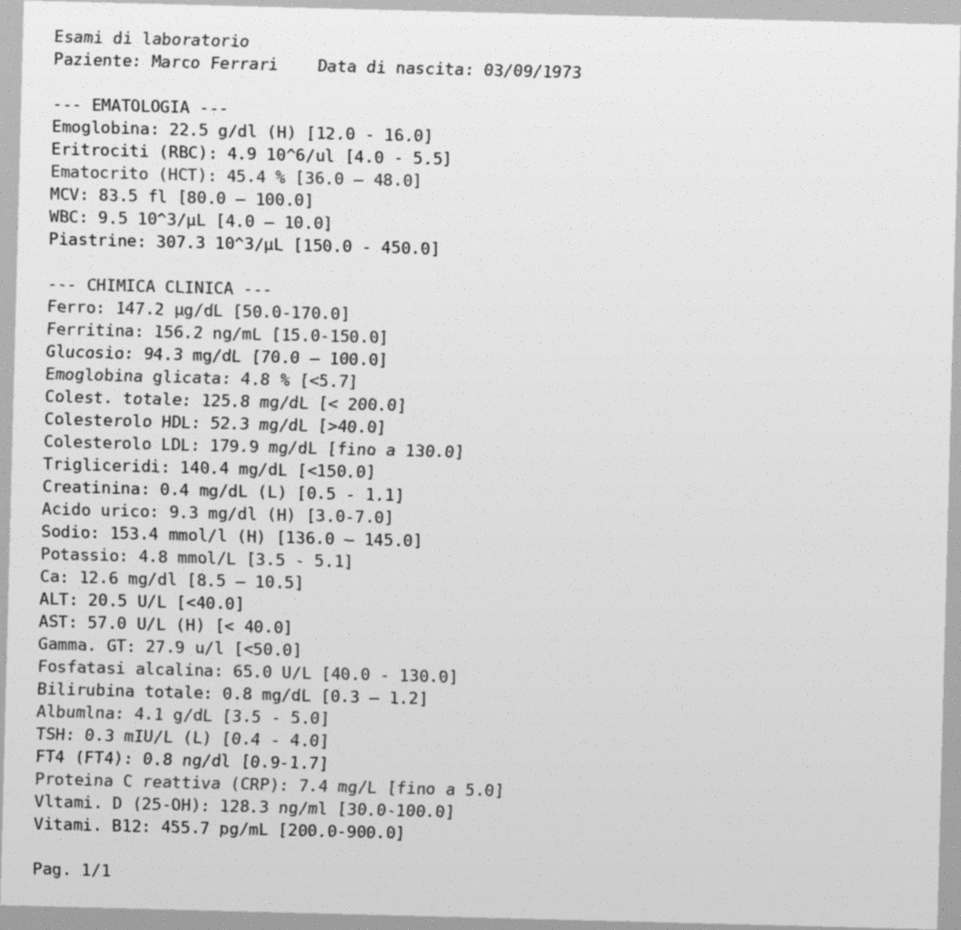 Esami di laboratorio
Paziente: Marco Ferrari    Data di nascita: 03/09/1973

--- EMATOLOGIA ---
Emoglobina: 22.5 g/dl (H) [12.0 - 16.0]
Eritrociti (RBC): 4.9 10^6/ul [4.0 - 5.5]
Ematocrito (HCT): 45.4 % [36.0 – 48.0]
MCV: 83.5 fl [80.0 – 100.0]
WBC: 9.5 10^3/µL [4.0 – 10.0]
Piastrine: 307.3 10^3/µL [150.0 - 450.0]

--- CHIMICA CLINICA ---
Ferro: 147.2 µg/dL [50.0-170.0]
Ferritina: 156.2 ng/mL [15.0-150.0]
Glucosio: 94.3 mg/dL [70.0 – 100.0]
Emoglobina glicata: 4.8 % [<5.7]
Colest. totale: 125.8 mg/dL [< 200.0]
Colesterolo HDL: 52.3 mg/dL [>40.0]
Colesterolo LDL: 179.9 mg/dL [fino a 130.0]
Trigliceridi: 140.4 mg/dL [<150.0]
Creatinina: 0.4 mg/dL (L) [0.5 - 1.1]
Acido urico: 9.3 mg/dl (H) [3.0-7.0]
Sodio: 153.4 mmol/l (H) [136.0 – 145.0]
Potassio: 4.8 mmol/L [3.5 - 5.1]
Ca: 12.6 mg/dl [8.5 – 10.5]
ALT: 20.5 U/L [<40.0]
AST: 57.0 U/L (H) [< 40.0]
Gamma. GT: 27.9 u/l [<50.0]
Fosfatasi alcalina: 65.0 U/L [40.0 - 130.0]
Bilirubina totale: 0.8 mg/dL [0.3 – 1.2]
Albumlna: 4.1 g/dL [3.5 - 5.0]
TSH: 0.3 mIU/L (L) [0.4 - 4.0]
FT4 (FT4): 0.8 ng/dl [0.9-1.7]
Proteina C reattiva (CRP): 7.4 mg/L [fino a 5.0]
Vltami. D (25-OH): 128.3 ng/ml [30.0-100.0]
Vitami. B12: 455.7 pg/mL [200.0-900.0]

Pag. 1/1